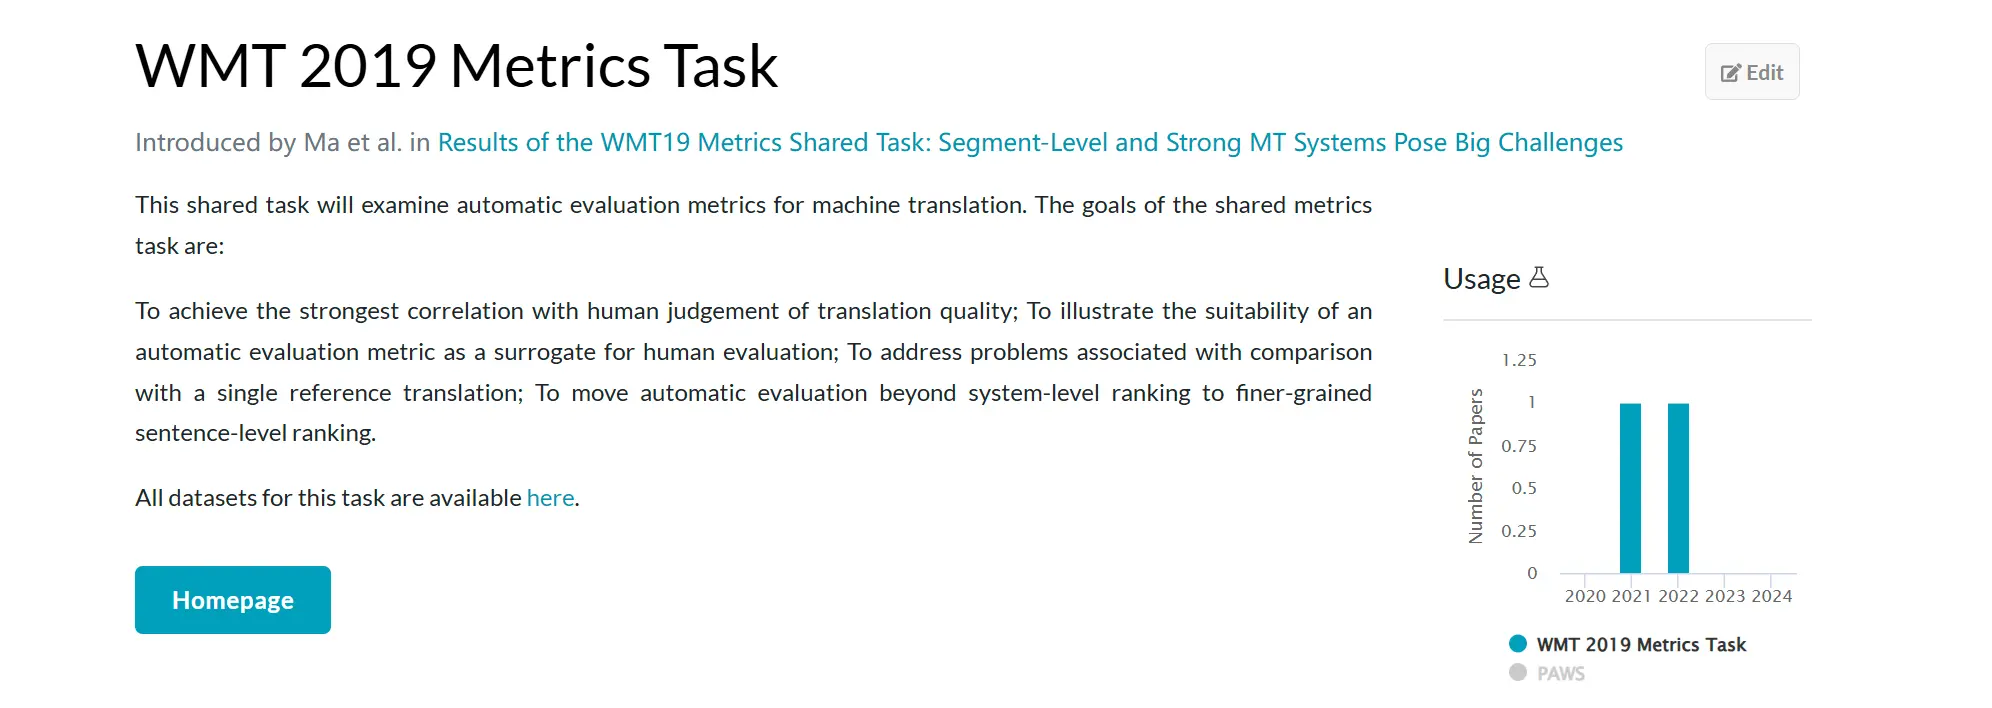 WMT 2019 Metrics Task
Edit
Introduced by Ma et al. in Results of the WMT19 Metrics Shared Task: Segment-Level and Strong MT Systems Pose Big Challenges
This shared task will examine automatic evaluation metrics for machine translation. The goals of the shared metrics
task are:
To achieve the strongest correlation with human judgement of translation quality; To illustrate the suitability of an
automatic evaluation metric as a surrogate for human evaluation; To address problems associated with comparison
with a single reference translation; To move automatic evaluation beyond system-level ranking to finer-grained
sentence-level ranking.
All datasets for this task are available here.
Homepage
Usage
Number of Papers
1.25
1
0.75
0.5
0.25
0
2020 2021 2022 2023 2024
WMT 2019 Metrics Task
PAWS